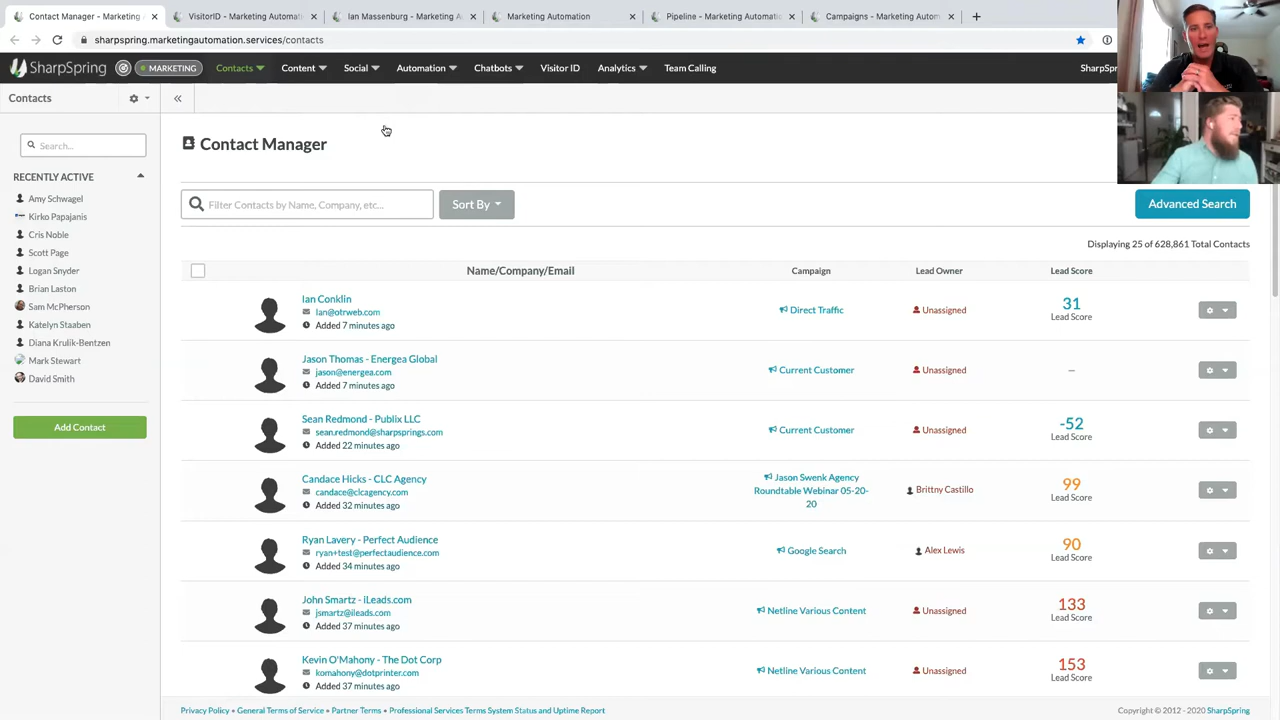 Contact Manager - Marketing A
VisitorID - Marketing Automati
Ian Massenburg - Marketing A
Marketing Automation
Pipeline - Marketing Automatio
Campaigns - Marketing Autom
sharpspring.marketingautomation.services/contacts
SharpSpring
MARKETING
Contacts
Content
Social
Automation
Chatbots
Visitor ID
Analytics
Team Calling
SharpSp
Contacts
Search...
RECENTLY ACTIVE
Amy Schwagel
Kirko Papajanis
Cris Noble
Scott Page
Logan Snyder
Brian Laston
Sam McPherson
Katelyn Staaben
Diana Krulik-Bentzen
Mark Stewart
David Smith
Add Contact
Contact Manager
Filter Contacts by Name, Company, etc...
Sort By
Advanced Search
Displaying 25 of 628,861 Total Contacts
Name/Company/Email
Campaign
Lead Owner
Lead Score
Ian Conklin
Ian@otrweb.com
Added 7 minutes ago
Direct Traffic
Unassigned
31
Lead Score
Jason Thomas - Energea Global
jason@energea.com
Added 7 minutes ago
Current Customer
Unassigned
–
Sean Redmond - Publix LLC
sean.redmond@sharpsprings.com
Added 22 minutes ago
Current Customer
Unassigned
-52
Lead Score
Candace Hicks - CLC Agency
candace@clcagency.com
Added 32 minutes ago
Jason Swenk Agency
Roundtable Webinar 05-20-
20
Brittny Castillo
99
Lead Score
Ryan Lavery - Perfect Audience
ryan+test@perfectaudience.com
Added 34 minutes ago
Google Search
Alex Lewis
90
Lead Score
John Smartz - iLeads.com
jsmartz@ileads.com
Added 37 minutes ago
Netline Various Content
Unassigned
133
Lead Score
Kevin O'Mahony - The Dot Corp
komahony@dotprinter.com
Added 37 minutes ago
Netline Various Content
Unassigned
153
Lead Score
Privacy Policy • General Terms of Service • Partner Terms • Professional Services Terms System Status and Uptime Report
Copyright © 2012 - 2020 SharpSpring